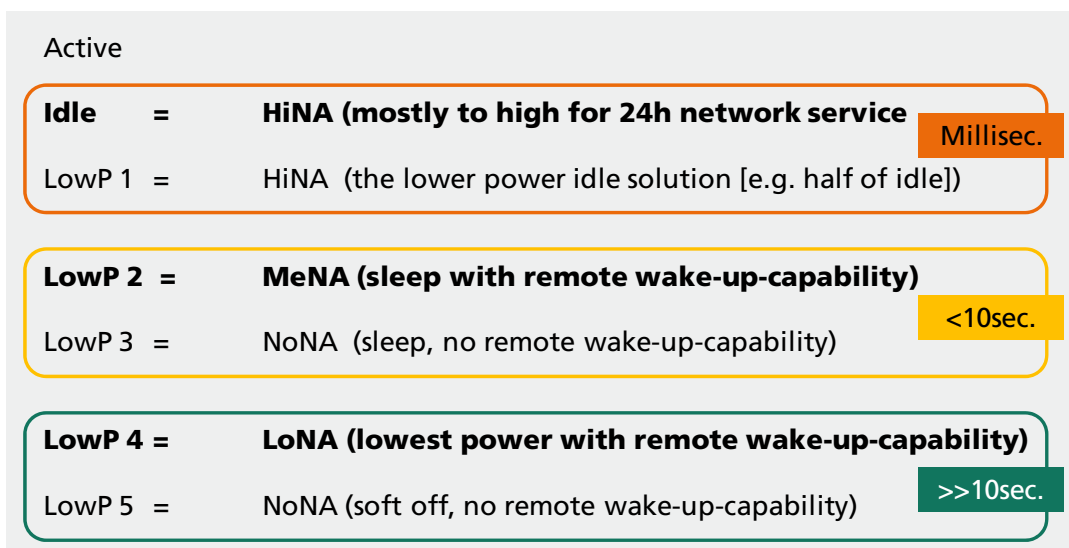 Active
Idle = HiNA (mostly to high for 24h network service
Millisec.
LowP 1 = HiNA (the lower power idle solution [e.g. half of idle])
LowP 2 = MeNA (sleep with remote wake-up-capability)
<10sec.
LowP 3 = NoNA (sleep, no remote wake-up-capability)
LowP 4 = LoNA (lowest power with remote wake-up-capability)
>>10sec.
LowP 5 = NoNA (soft off, no remote wake-up-capability)